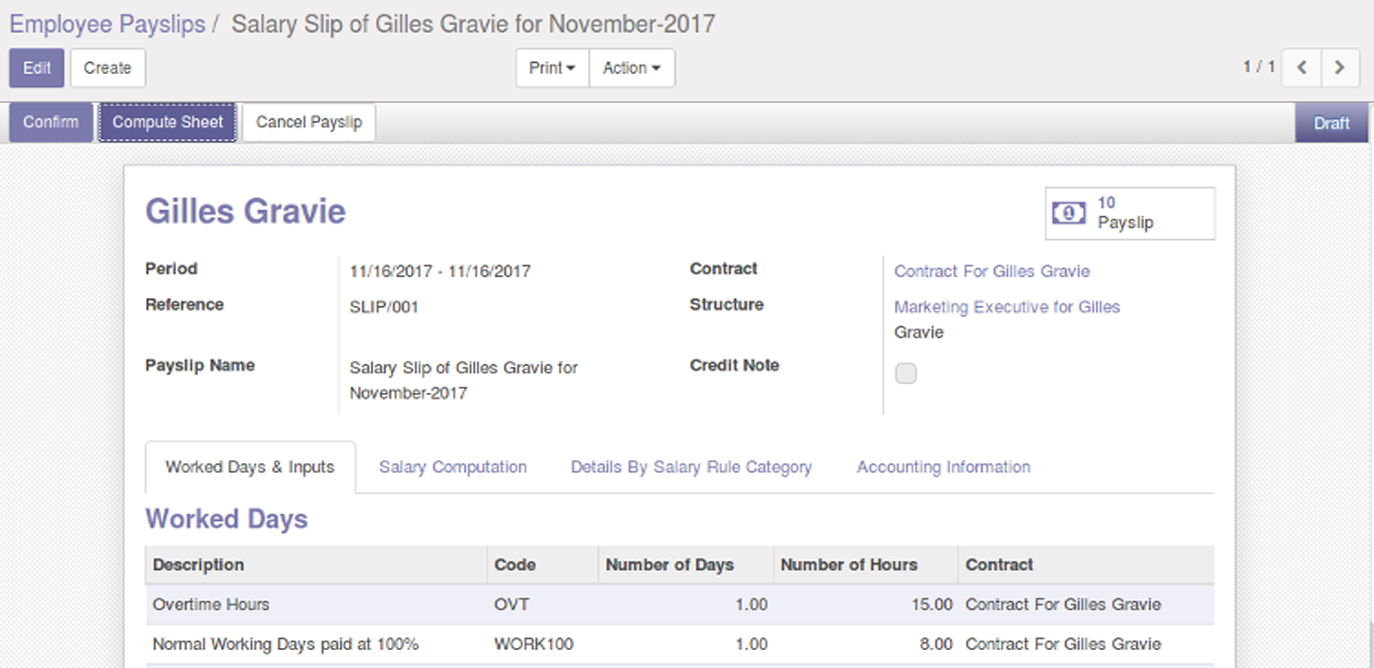 Employee Payslips / Salary Slip of Gilles Gravie for November-2017
Edit Create Print Action 1 / 1
Confirm Compute Sheet Cancel Payslip Draft
Gilles Gravie
10
Payslip
Period 11/16/2017 - 11/16/2017 Contract Contract For Gilles Gravie
Reference SLIP/001 Structure Marketing Executive for Gilles
Gravie
Payslip Name Salary Slip of Gilles Gravie for Credit Note
November-2017
Worked Days & Inputs Salary Computation Details By Salary Rule Category Accounting Information
Worked Days
Description Code Number of Days Number of Hours Contract
Overtime Hours OVT 1.00 15.00 Contract For Gilles Gravie
Normal Working Days paid at 100% WORK100 1.00 8.00 Contract For Gilles Gravie